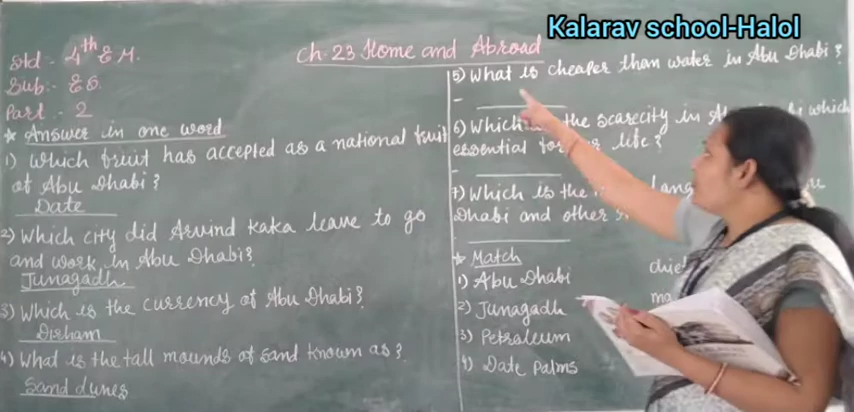 Kalarav school-Halol
Std - 4th E.M.
Sub:- ES.
Part - 2
Ch-23 Home and Abroad
* Answer in one word
1) Which fruit has accepted as a national fruit
of Abu Dhabi?
Date
2) Which city did Arvind Kaka leave to go
and work in Abu Dhabi?
Junagadh
3) Which is the currency of Abu Dhabi?
Dirham
4) What is the tall mounds of sand known as?
Sand dunes
5) What is cheaper than water in Abu Dhabi?
6) Which the scarecity in which
essential life?
7) Which is the
Dhabi and other
* Match
1) Abu Dhabi
2) Junagadh
3) Petroleum
4) Date Palms